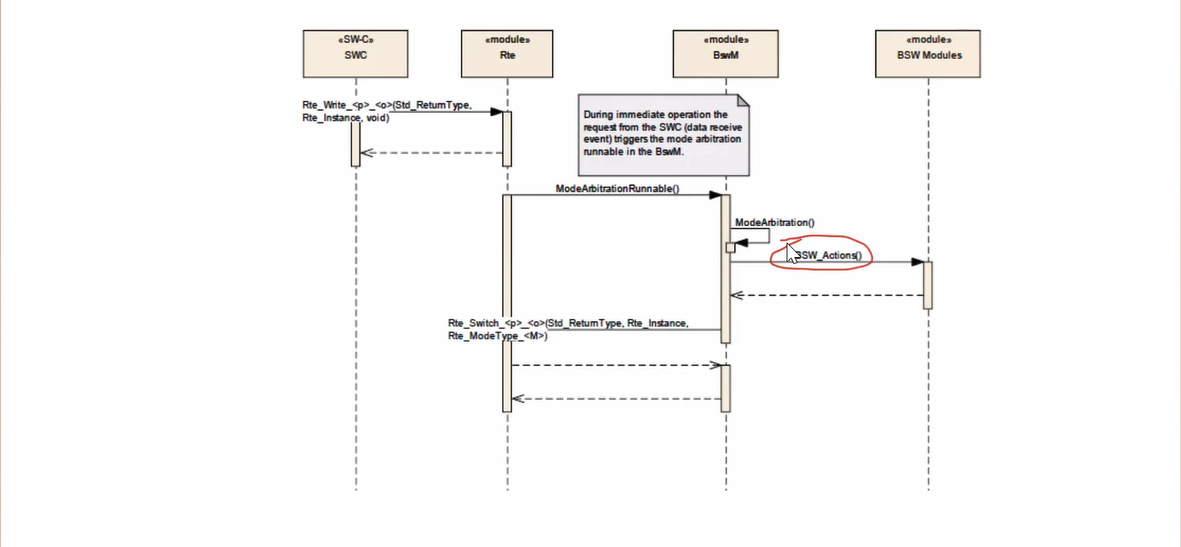 «SW-C»
SWC
«module»
Rte
«module»
BswM
«module»
BSW Modules
Rte_Write_<p>_<o>(Std_ReturnType,
Rte_Instance, void)
During immediate operation the
request from the SWC (data receive
event) triggers the mode arbitration
runnable in the BswM.
ModeArbitrationRunnable()
ModeArbitration()
BSW_Actions()
Rte_Switch_<p>_<o>(Std_ReturnType, Rte_Instance,
Rte_ModeType_<M>)